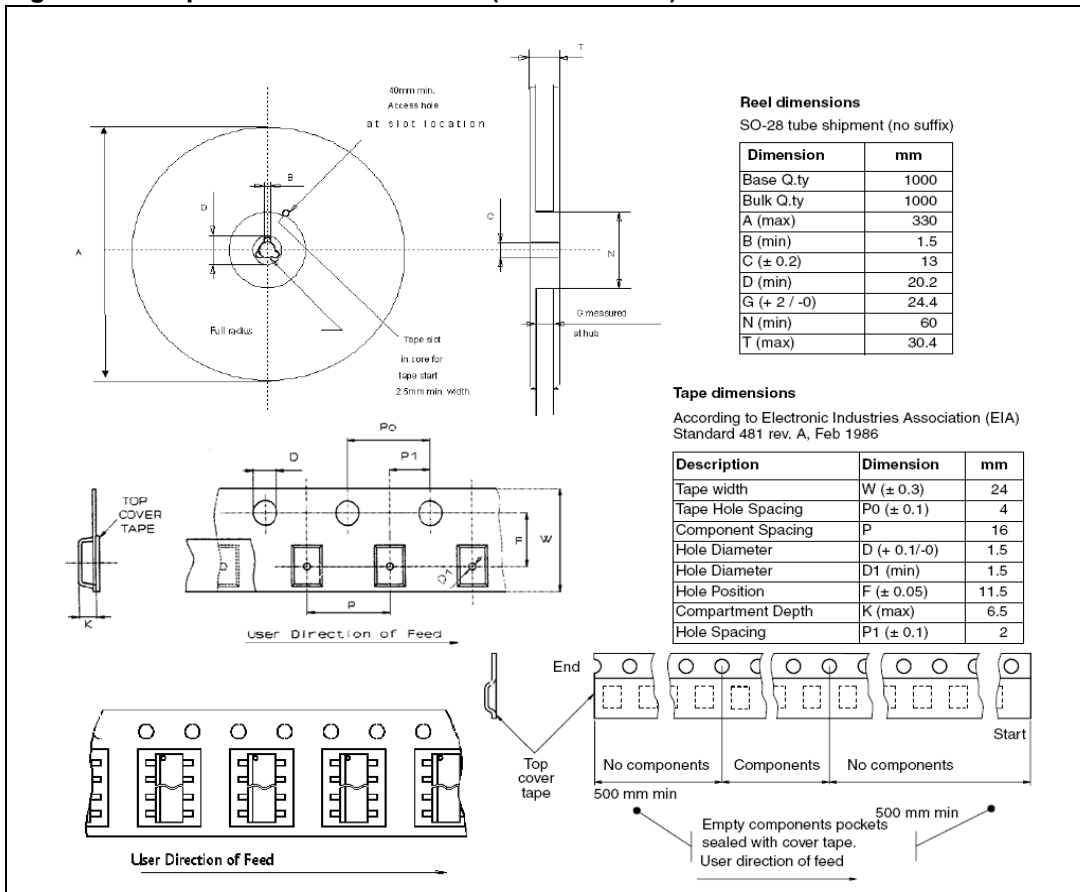 T
40mm min.
Access hole
at slot location
B
D
A
C
N
Full radius
Tape slot
in core for
tape start
2.5mm min. width.
G measured
at hub
Reel dimensions
SO-28 tube shipment (no suffix)
Dimension mm
Base Q.ty 1000
Bulk Q.ty 1000
A (max) 330
B (min) 1.5
C (± 0.2) 13
D (min) 20.2
G (+ 2 / -0) 24.4
N (min) 60
T (max) 30.4
Tape dimensions
According to Electronic Industries Association (EIA)
Standard 481 rev. A, Feb 1986
Description Dimension mm
Tape width W (± 0.3) 24
Tape Hole Spacing P0 (± 0.1) 4
Component Spacing P 16
Hole Diameter D (+ 0.1/-0) 1.5
Hole Diameter D1 (min) 1.5
Hole Position F (± 0.05) 11.5
Compartment Depth K (max) 6.5
Hole Spacing P1 (± 0.1) 2
Po
D
P1
TOP
COVER
TAPE
F
W
D1
K
P
User Direction of Feed
End
Start
Top
cover
tape
No components Components No components
500 mm min
500 mm min
Empty components pockets
sealed with cover tape.
User direction of feed
User Direction of Feed